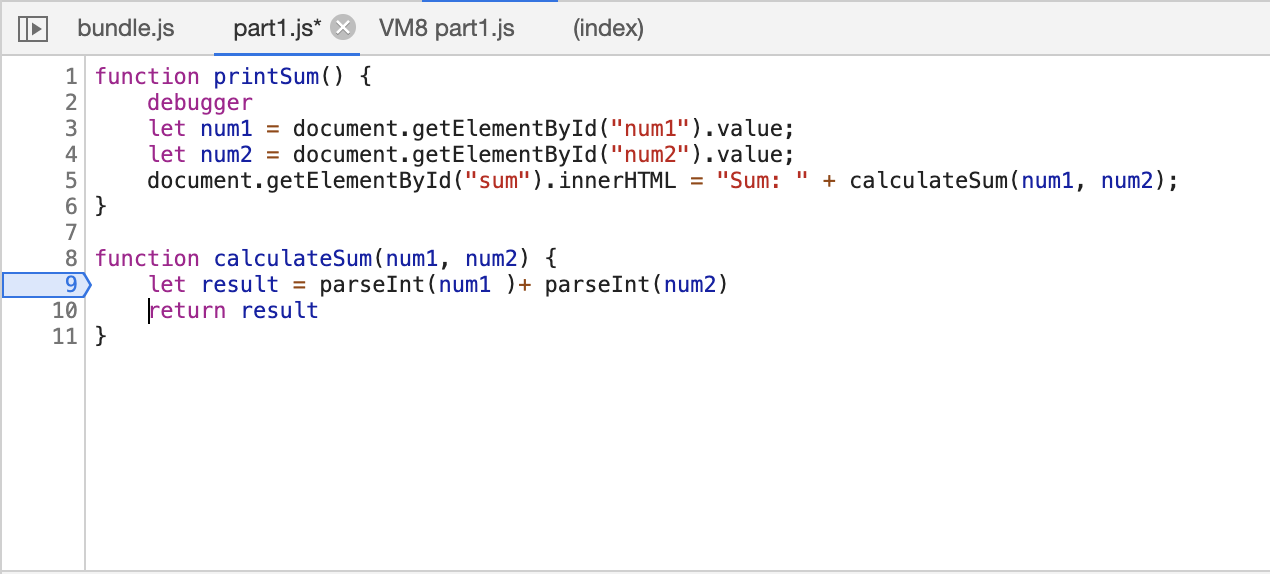 bundle.js part1.js* VM8 part1.js (index)
1 function printSum() {
2     debugger
3     let num1 = document.getElementById("num1").value;
4     let num2 = document.getElementById("num2").value;
5     document.getElementById("sum").innerHTML = "Sum: " + calculateSum(num1, num2);
6 }
7
8 function calculateSum(num1, num2) {
9     let result = parseInt(num1 )+ parseInt(num2)
10     return result
11 }